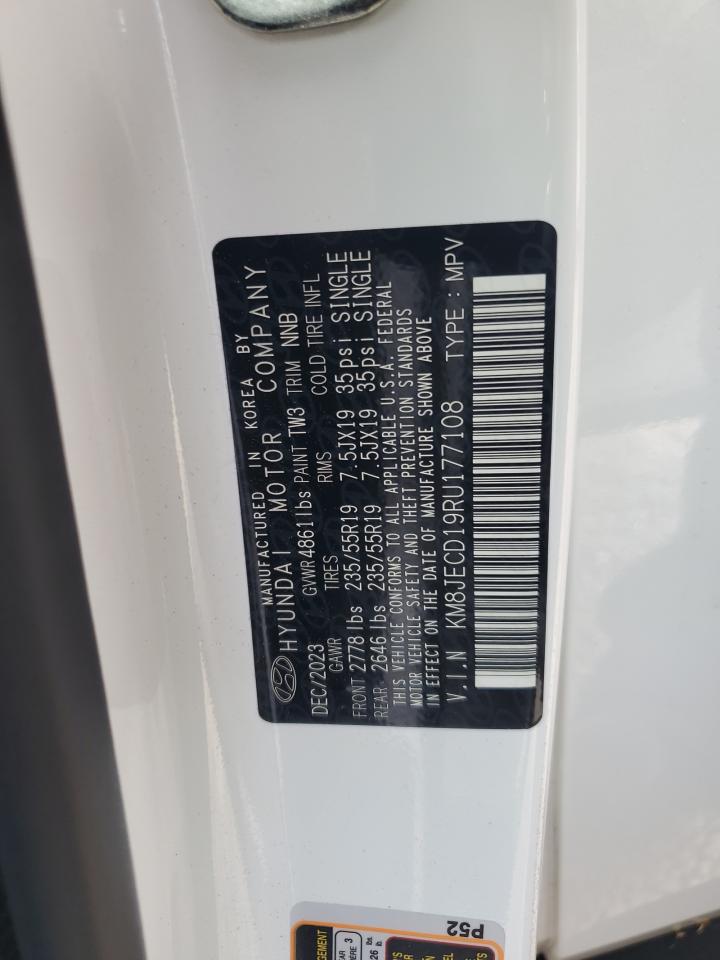 MANUFACTURED IN KOREA BY
HYUNDAI MOTOR COMPANY
DEC/2023 GVWR 4861 lbs PAINT TW3 TRIM NNB
GAWR TIRES RIMS COLD TIRE INFL
FRONT 2778 lbs 235/55R19 7.5JX19 35psi SINGLE
REAR 2646 lbs 235/55R19 7.5JX19 35psi SINGLE
THIS VEHICLE CONFORMS TO ALL APPLICABLE U.S.A. FEDERAL
MOTOR VEHICLE SAFETY AND THEFT PREVENTION STANDARDS
IN EFFECT ON THE DATE OF MANUFACTURE SHOWN ABOVE
V.I.N KM8JECD19RU177108 TYPE : MPV
3
P52